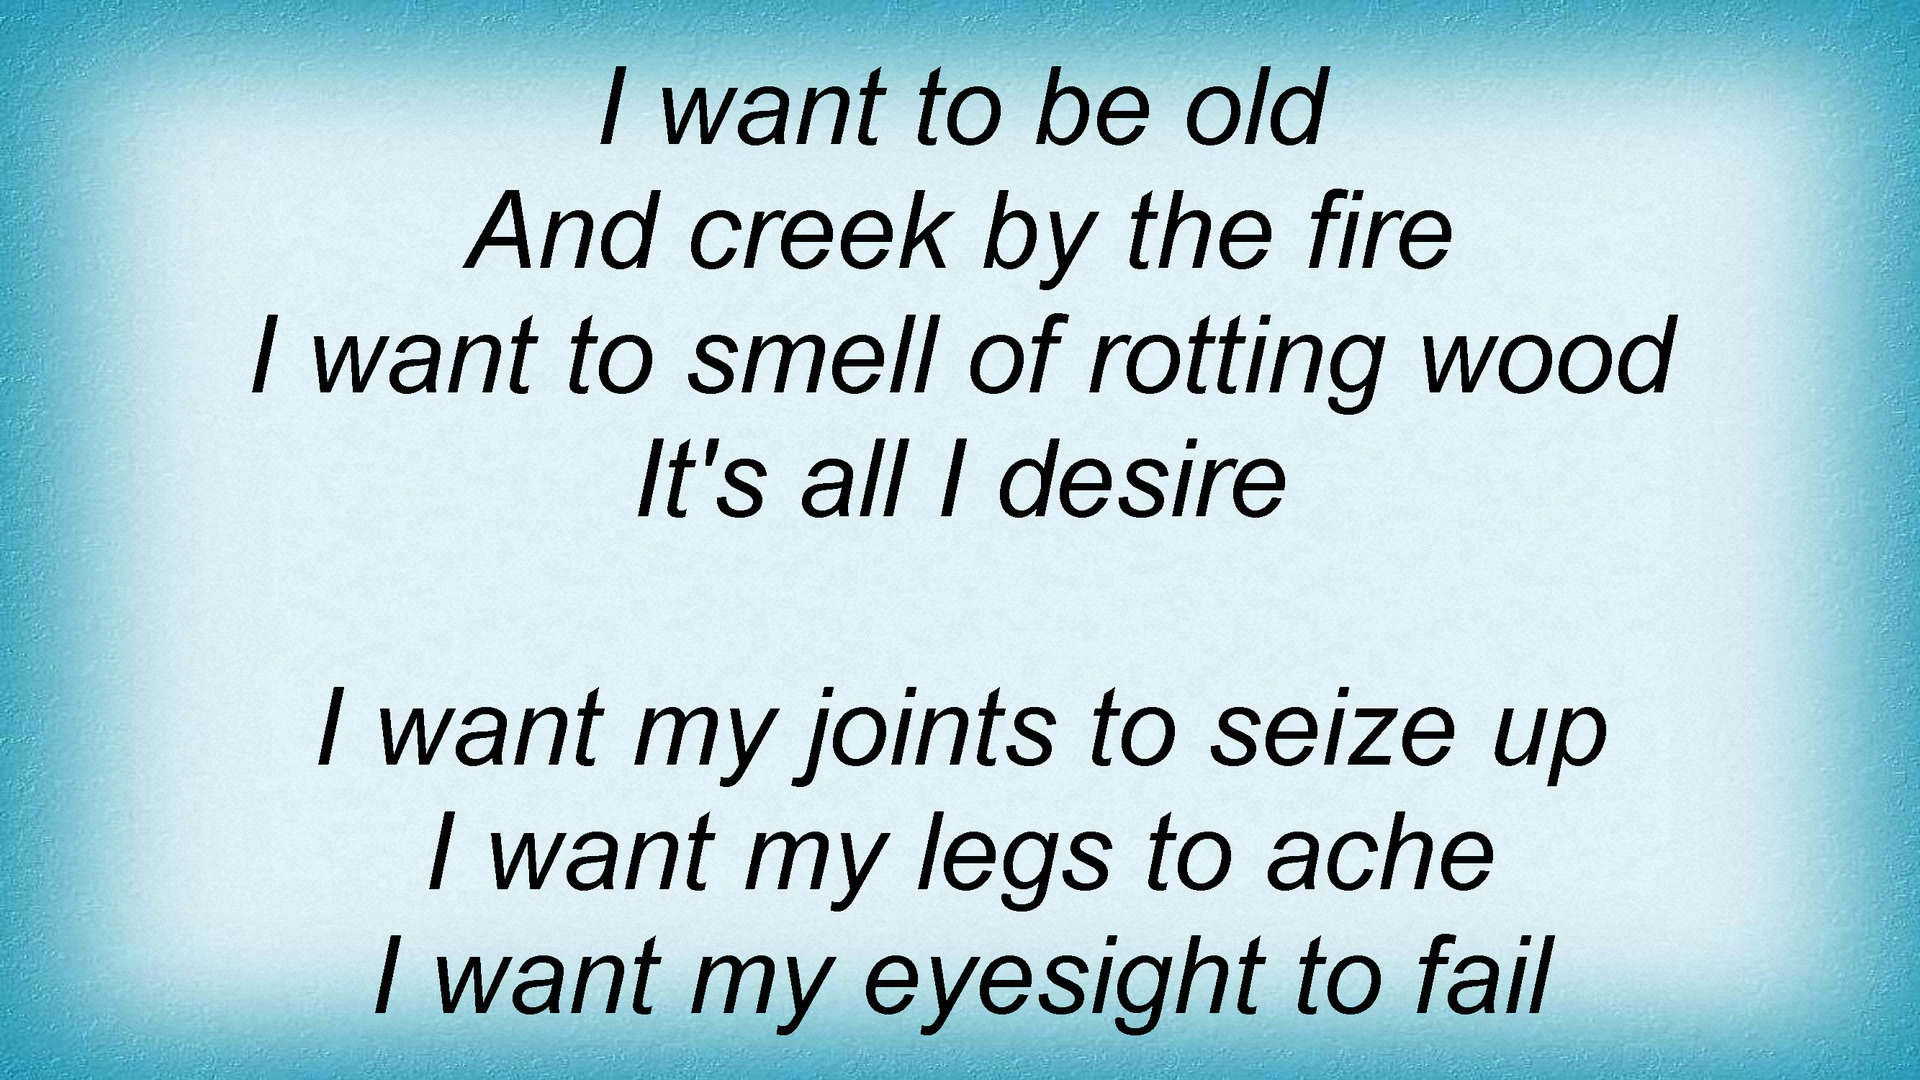 I want to be old
And creek by the fire
I want to smell of rotting wood
It's all I desire
I want my joints to seize up
I want my legs to ache
I want my eyesight to fail